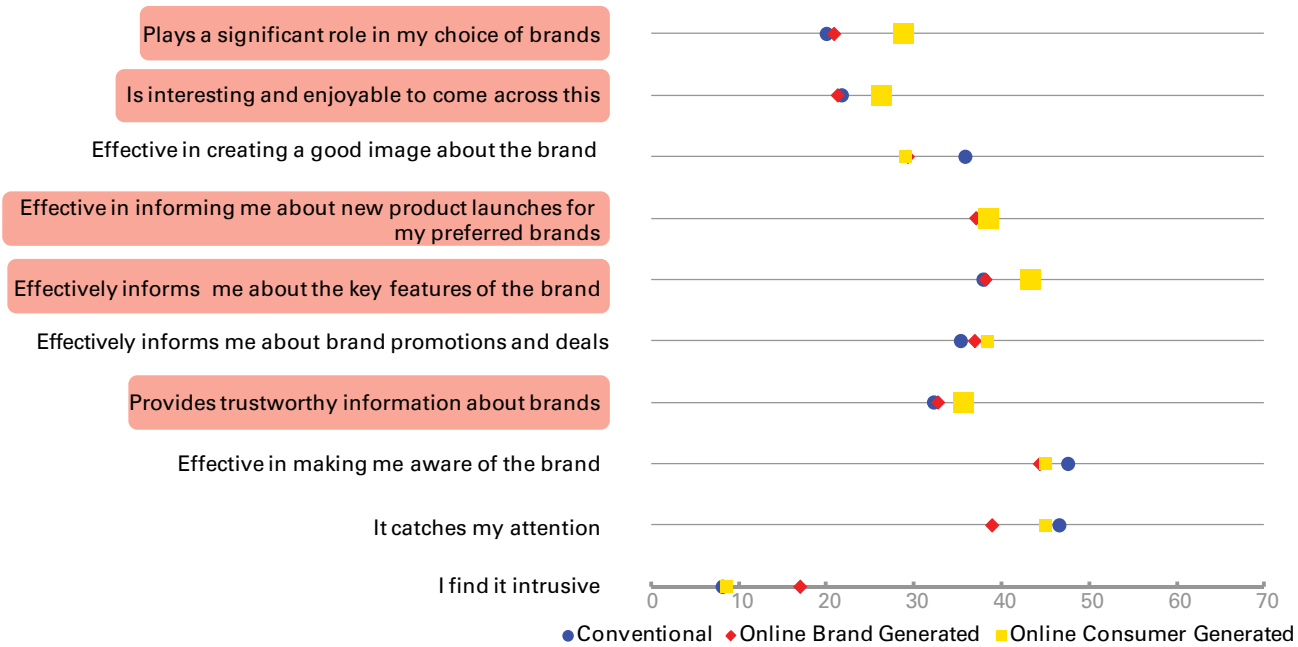 Plays a significant role in my choice of brands
Is interesting and enjoyable to come across this
Effective in creating a good image about the brand
Effective in informing me about new product launches for
my preferred brands
Effectively informs me about the key features of the brand
Effectively informs me about brand promotions and deals
Provides trustworthy information about brands
Effective in making me aware of the brand
It catches my attention
I find it intrusive
0 10 20 30 40 50 60 70
Conventional Online Brand Generated Online Consumer Generated